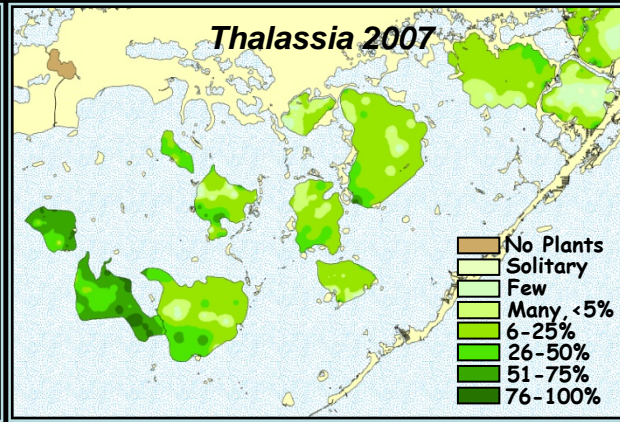 Thalassia 2007
No Plants
Solitary
Few
Many,<5%
6-25%
26-50%
51-75%
76-100%